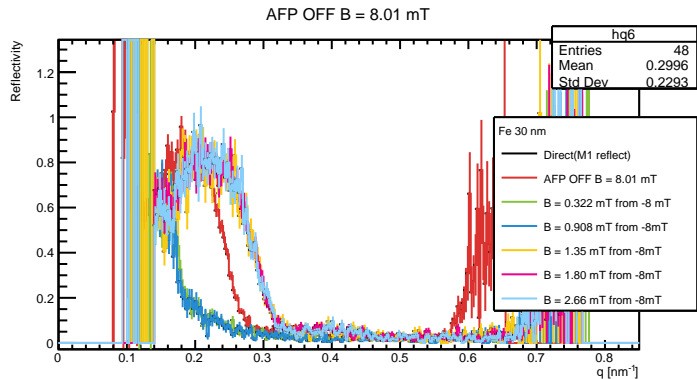 AFP OFF B = 8.01 mT
hq6
Entries 48
Mean 0.2996
Std Dev 0.2293
Reflectivity
1.2
1
0.8
0.6
0.4
0.2
0
Fe 30 nm
Direct(M1 reflect)
AFP OFF B = 8.01 mT
B = 0.322 mT from -8 mT
B = 0.908 mT from -8mT
B = 1.35 mT from -8mT
B = 1.80 mT from -8mT
B = 2.66 mT from -8mT
0 0.1 0.2 0.3 0.4 0.5 0.6 0.7 0.8
q [nm⁻¹]